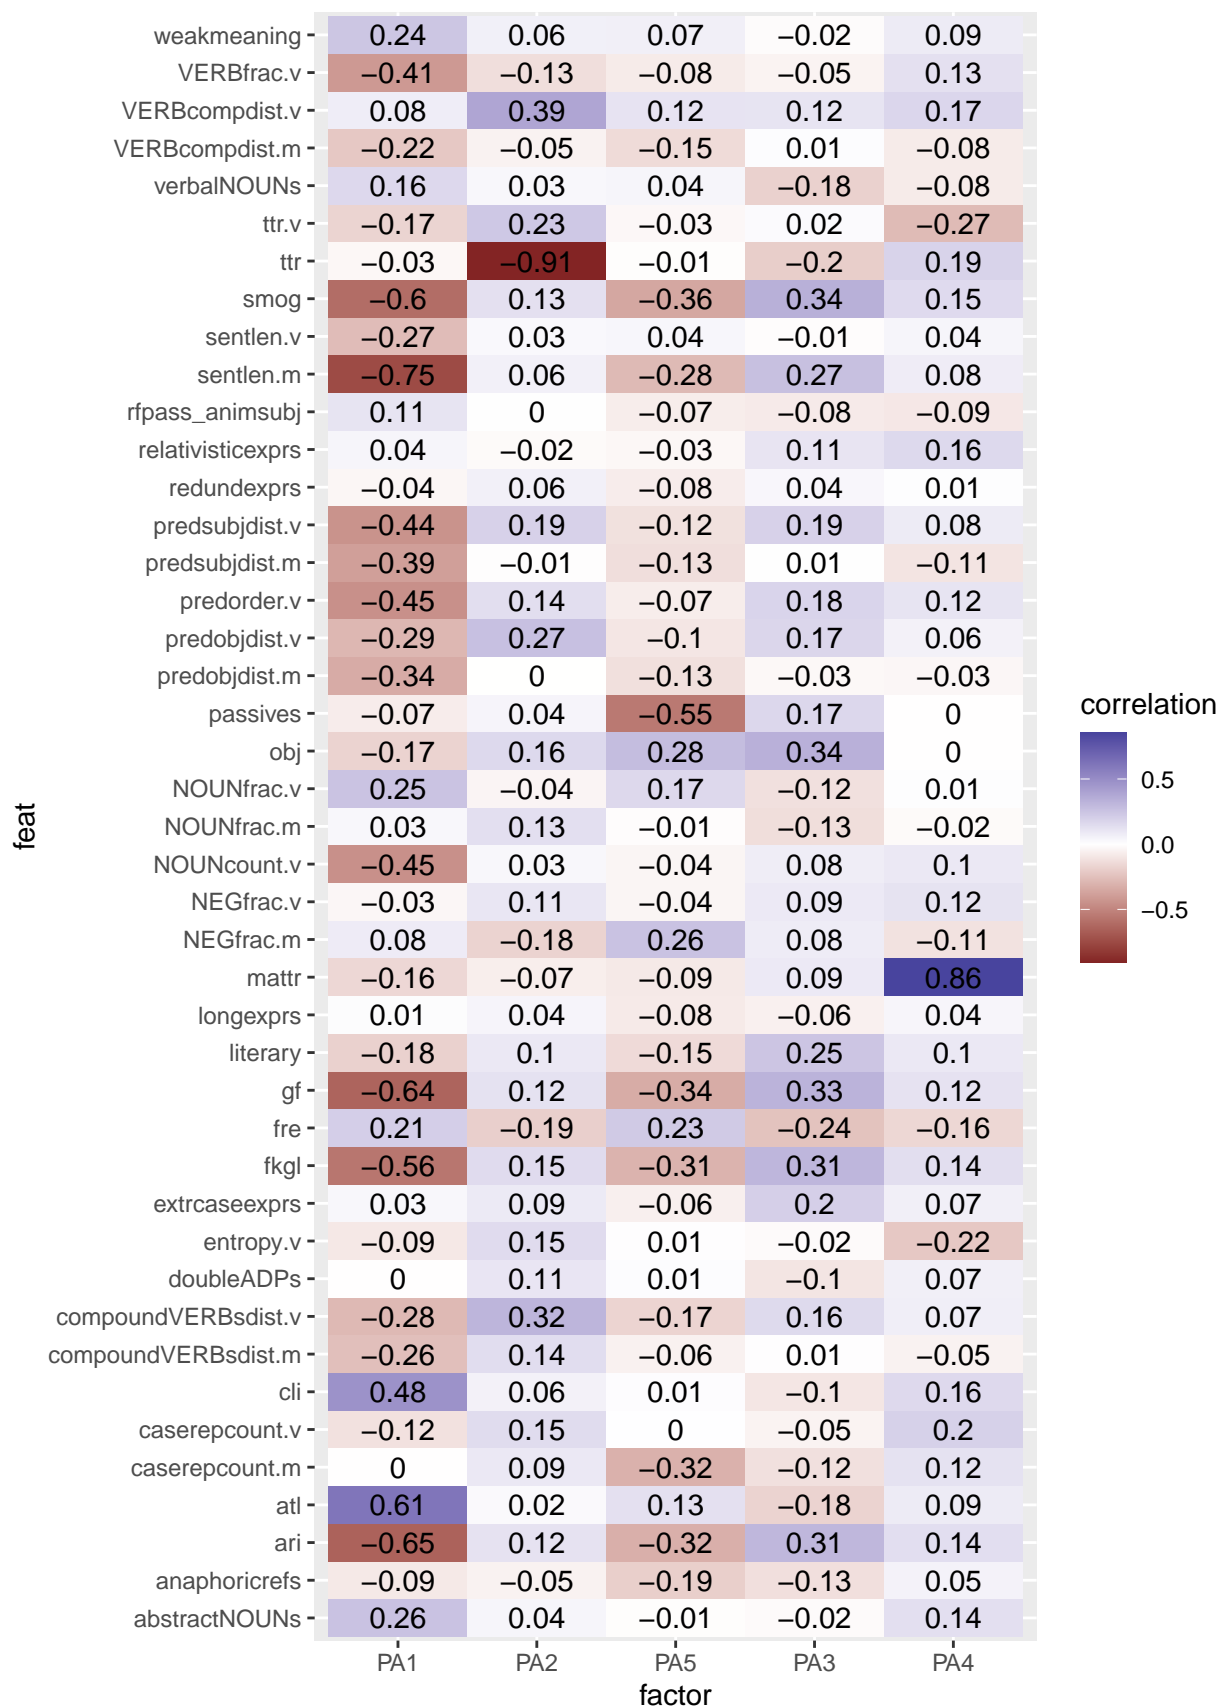 weakmeaning 0.24 0.06 0.07 −0.02 0.09
VERBfrac.v −0.41 −0.13 −0.08 −0.05 0.13
VERBcompdist.v 0.08 0.39 0.12 0.12 0.17
VERBcompdist.m −0.22 −0.05 −0.15 0.01 −0.08
verbalNOUNs 0.16 0.03 0.04 −0.18 −0.08
ttr.v −0.17 0.23 −0.03 0.02 −0.27
ttr −0.03 −0.91 −0.01 −0.2 0.19
smog −0.6 0.13 −0.36 0.34 0.15
sentlen.v −0.27 0.03 0.04 −0.01 0.04
sentlen.m −0.75 0.06 −0.28 0.27 0.08
rfpass_animsubj 0.11 0 −0.07 −0.08 −0.09
relativisticexprs 0.04 −0.02 −0.03 0.11 0.16
redundexprs −0.04 0.06 −0.08 0.04 0.01
predsubjdist.v −0.44 0.19 −0.12 0.19 0.08
predsubjdist.m −0.39 −0.01 −0.13 0.01 −0.11
predorder.v −0.45 0.14 −0.07 0.18 0.12
predobjdist.v −0.29 0.27 −0.1 0.17 0.06
predobjdist.m −0.34 0 −0.13 −0.03 −0.03
passives −0.07 0.04 −0.55 0.17 0
obj −0.17 0.16 0.28 0.34 0
NOUNfrac.v 0.25 −0.04 0.17 −0.12 0.01
NOUNfrac.m 0.03 0.13 −0.01 −0.13 −0.02
NOUNcount.v −0.45 0.03 −0.04 0.08 0.1
NEGfrac.v −0.03 0.11 −0.04 0.09 0.12
NEGfrac.m 0.08 −0.18 0.26 0.08 −0.11
mattr −0.16 −0.07 −0.09 0.09 0.86
longexprs 0.01 0.04 −0.08 −0.06 0.04
literary −0.18 0.1 −0.15 0.25 0.1
gf −0.64 0.12 −0.34 0.33 0.12
fre 0.21 −0.19 0.23 −0.24 −0.16
fkgl −0.56 0.15 −0.31 0.31 0.14
extrcaseexprs 0.03 0.09 −0.06 0.2 0.07
entropy.v −0.09 0.15 0.01 −0.02 −0.22
doubleADPs 0 0.11 0.01 −0.1 0.07
compoundVERBsdist.v −0.28 0.32 −0.17 0.16 0.07
compoundVERBsdist.m −0.26 0.14 −0.06 0.01 −0.05
cli 0.48 0.06 0.01 −0.1 0.16
caserepcount.v −0.12 0.15 0 −0.05 0.2
caserepcount.m 0 0.09 −0.32 −0.12 0.12
atl 0.61 0.02 0.13 −0.18 0.09
ari −0.65 0.12 −0.32 0.31 0.14
anaphoricrefs −0.09 −0.05 −0.19 −0.13 0.05
abstractNOUNs 0.26 0.04 −0.01 −0.02 0.14
PA1 PA2 PA5 PA3 PA4
factor
feat
correlation
0.5
0.0
−0.5